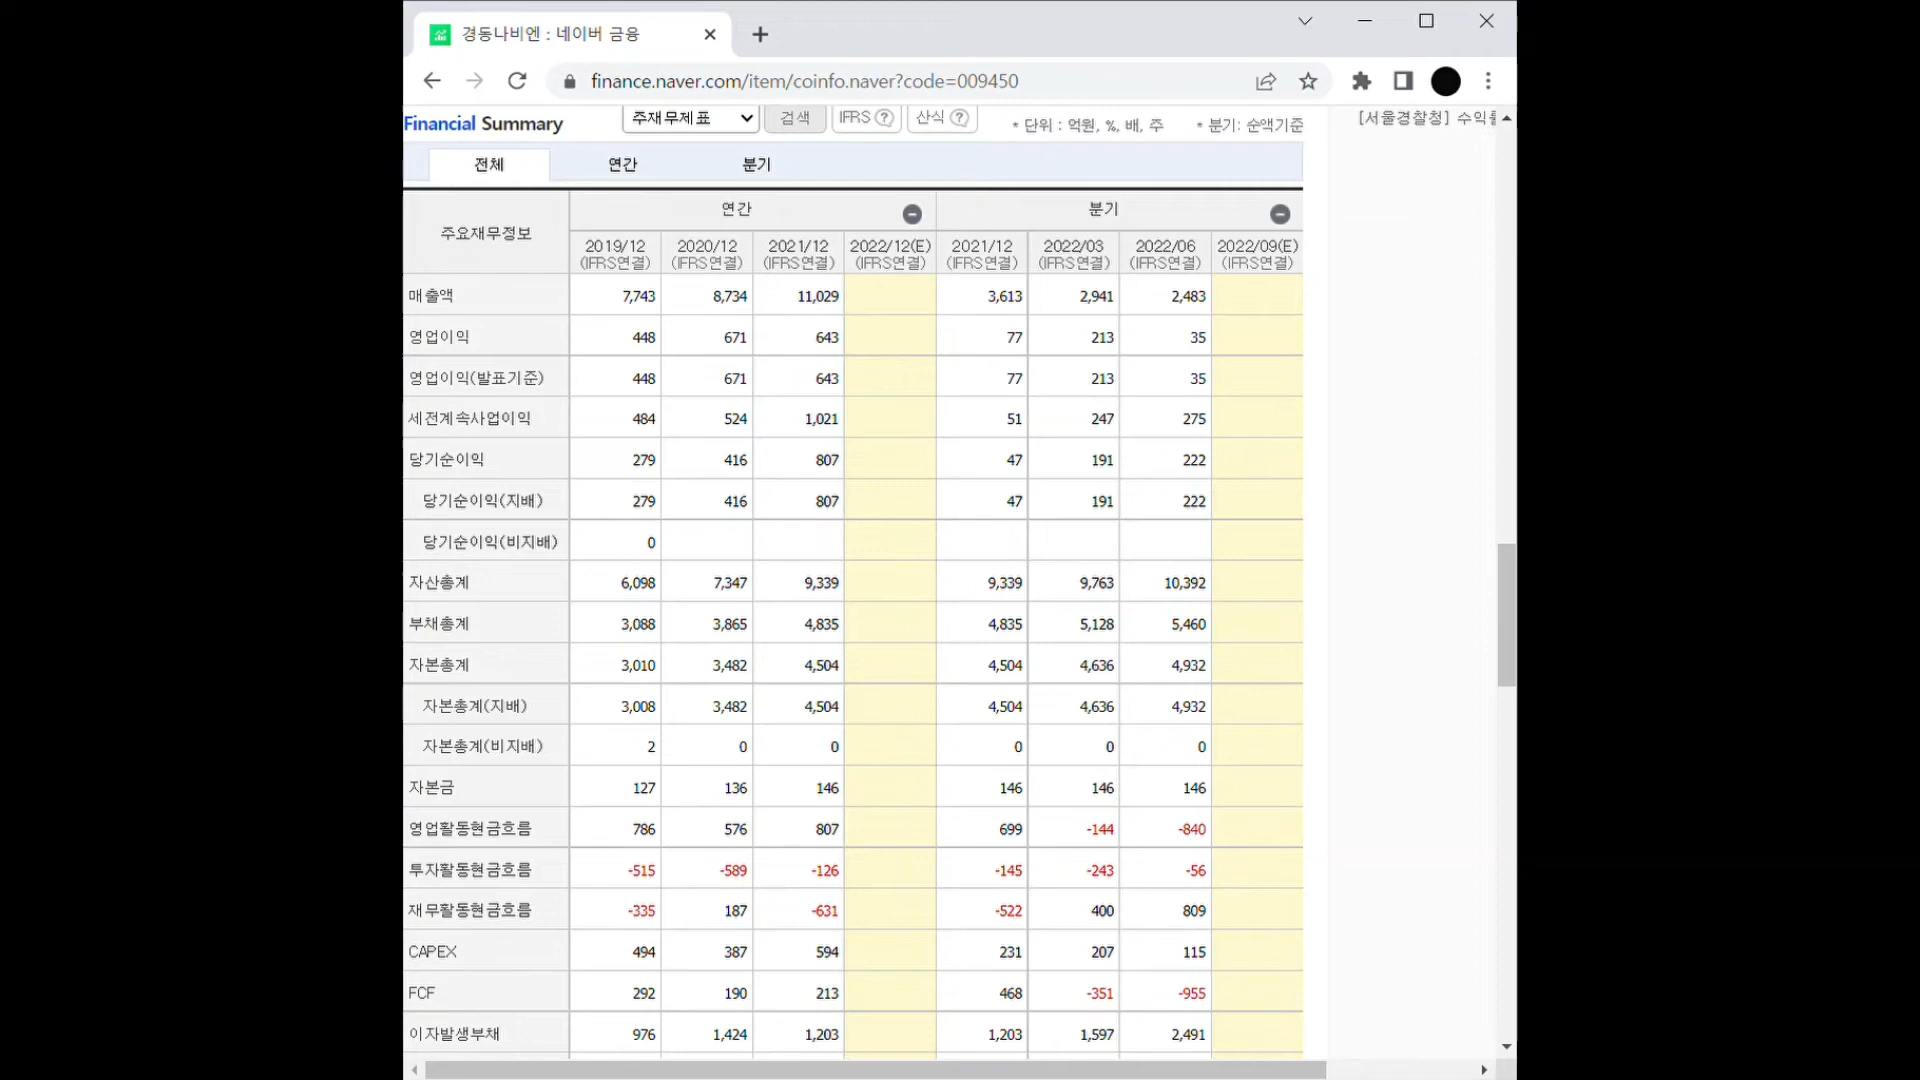 경동나비엔 : 네이버 금융
finance.naver.com/item/coinfo.naver?code=009450
Financial Summary 주재무제표 검색 IFRS ? 산식 ? * 단위 : 억원, %, 배, 주 * 분기: 순액기준
[서울경찰청] 수익률
전체 연간 분기
주요재무정보 연간 분기
2019/12 2020/12 2021/12 2022/12(E) 2021/12 2022/03 2022/06 2022/09(E)
(IFRS연결) (IFRS연결) (IFRS연결) (IFRS연결) (IFRS연결) (IFRS연결) (IFRS연결) (IFRS연결)
매출액 7,743 8,734 11,029 3,613 2,941 2,483
영업이익 448 671 643 77 213 35
영업이익(발표기준) 448 671 643 77 213 35
세전계속사업이익 484 524 1,021 51 247 275
당기순이익 279 416 807 47 191 222
당기순이익(지배) 279 416 807 47 191 222
당기순이익(비지배) 0
자산총계 6,098 7,347 9,339 9,339 9,763 10,392
부채총계 3,088 3,865 4,835 4,835 5,128 5,460
자본총계 3,010 3,482 4,504 4,504 4,636 4,932
자본총계(지배) 3,008 3,482 4,504 4,504 4,636 4,932
자본총계(비지배) 2 0 0 0 0 0
자본금 127 136 146 146 146 146
영업활동현금흐름 786 576 807 699 -144 -840
투자활동현금흐름 -515 -589 -126 -145 -243 -56
재무활동현금흐름 -335 187 -631 -522 400 809
CAPEX 494 387 594 231 207 115
FCF 292 190 213 468 -351 -955
이자발생부채 976 1,424 1,203 1,203 1,597 2,491